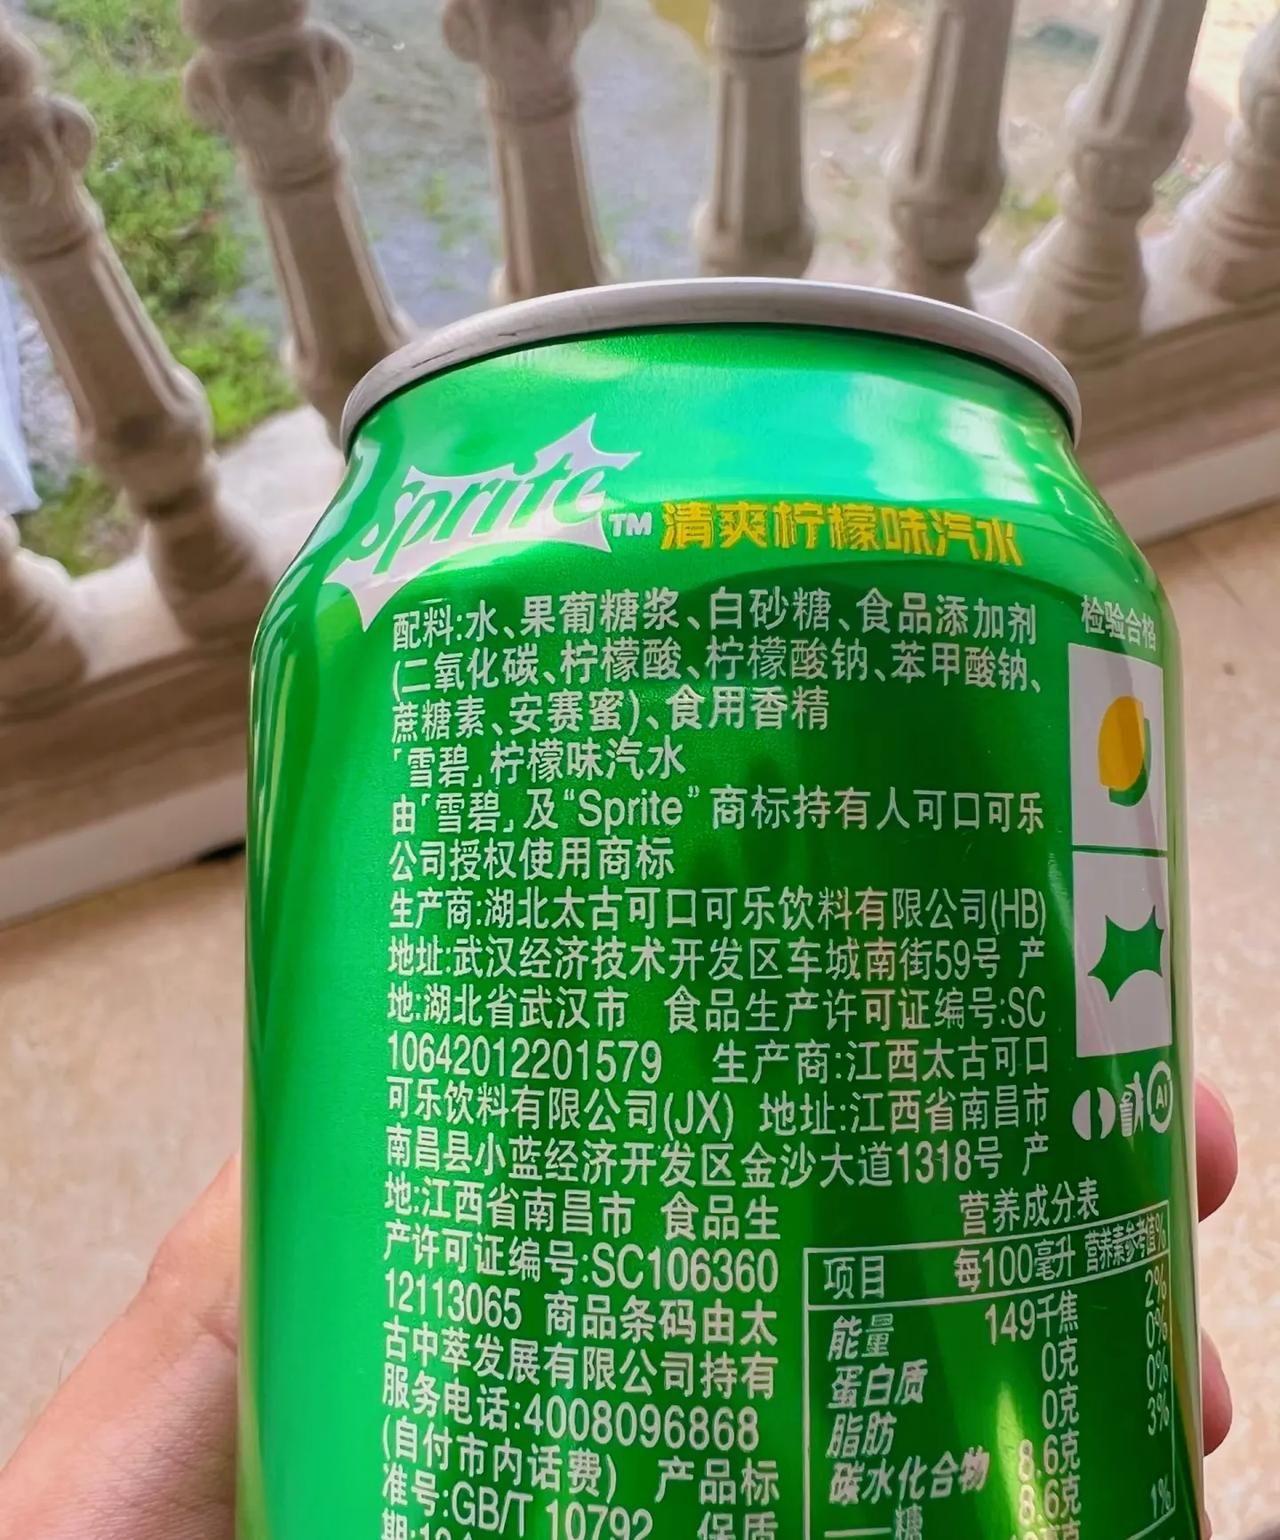 Sprite TM 清爽柠檬味汽水
配料:水、果葡糖浆、白砂糖、食品添加剂
(二氧化碳、柠檬酸、柠檬酸钠、苯甲酸钠、
蔗糖素、安赛蜜)、食用香精
「雪碧」柠檬味汽水
由「雪碧」及“Sprite”商标持有人可口可乐
公司授权使用商标
生产商:湖北太古可口可乐饮料有限公司(HB)
地址:武汉经济技术开发区车城南街59号 产
地:湖北省武汉市 食品生产许可证编号:SC
10642012201579 生产商:江西太古可口
可乐饮料有限公司(JX) 地址:江西省南昌市
南昌县小蓝经济开发区金沙大道1318号 产
地:江西省南昌市 食品生
产许可证编号:SC106360
12113065 商品条码由太
古中萃发展有限公司持有
服务电话:4008096868
(自付市内话费) 产品标
准号:GB/T 10792 保质
检验合格
Al
营养成分表
项目 每100毫升 营养素参考值%
能量 149千焦 2%
蛋白质 0克 0%
脂肪 0克 0%
碳水化合物 8.6克 3%
——糖 8.6克
1%